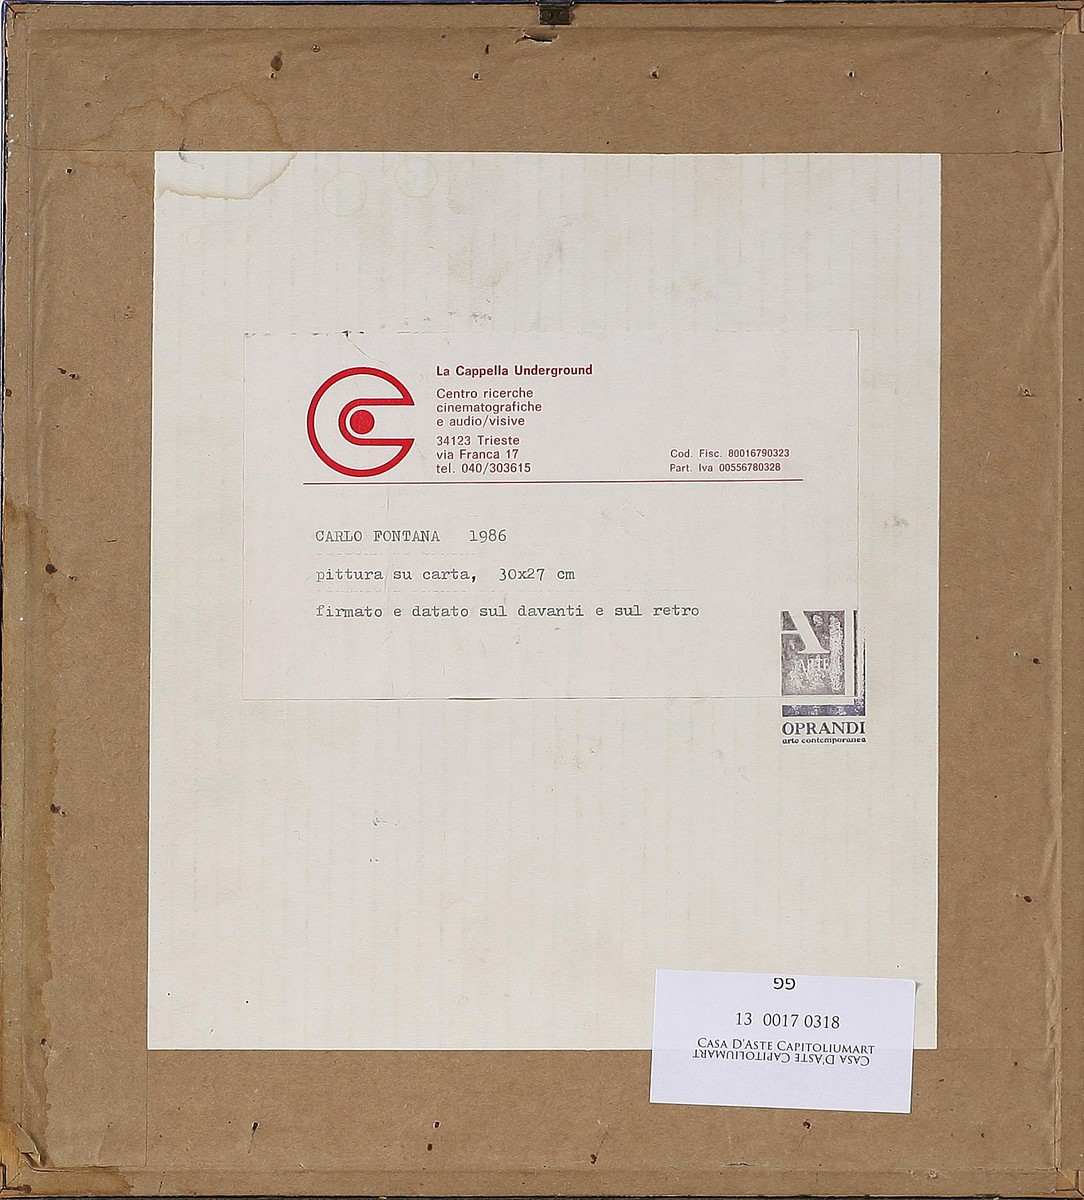 La Cappella Underground
Centro ricerche
cinematografiche
e audio/visive
34123 Trieste
via Franca 17
tel. 040/303615
Cod. Fisc. 80016790323
Part. Iva 00556780328
CARLO FONTANA 1986
pittura su carta, 30x27 cm
firmato e datato sul davanti e sul retro
A
ARTE
OPRANDI
arte contemporanea
GG
13 0017 0318
CASA D'ASTE CAPITOLIUMART
CASA D'ASTE CAPITOLIUMART